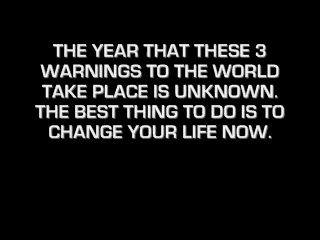 THE YEAR THAT THESE 3
WARNINGS TO THE WORLD
TAKE PLACE IS UNKNOWN.
THE BEST THING TO DO IS TO
CHANGE YOUR LIFE NOW.